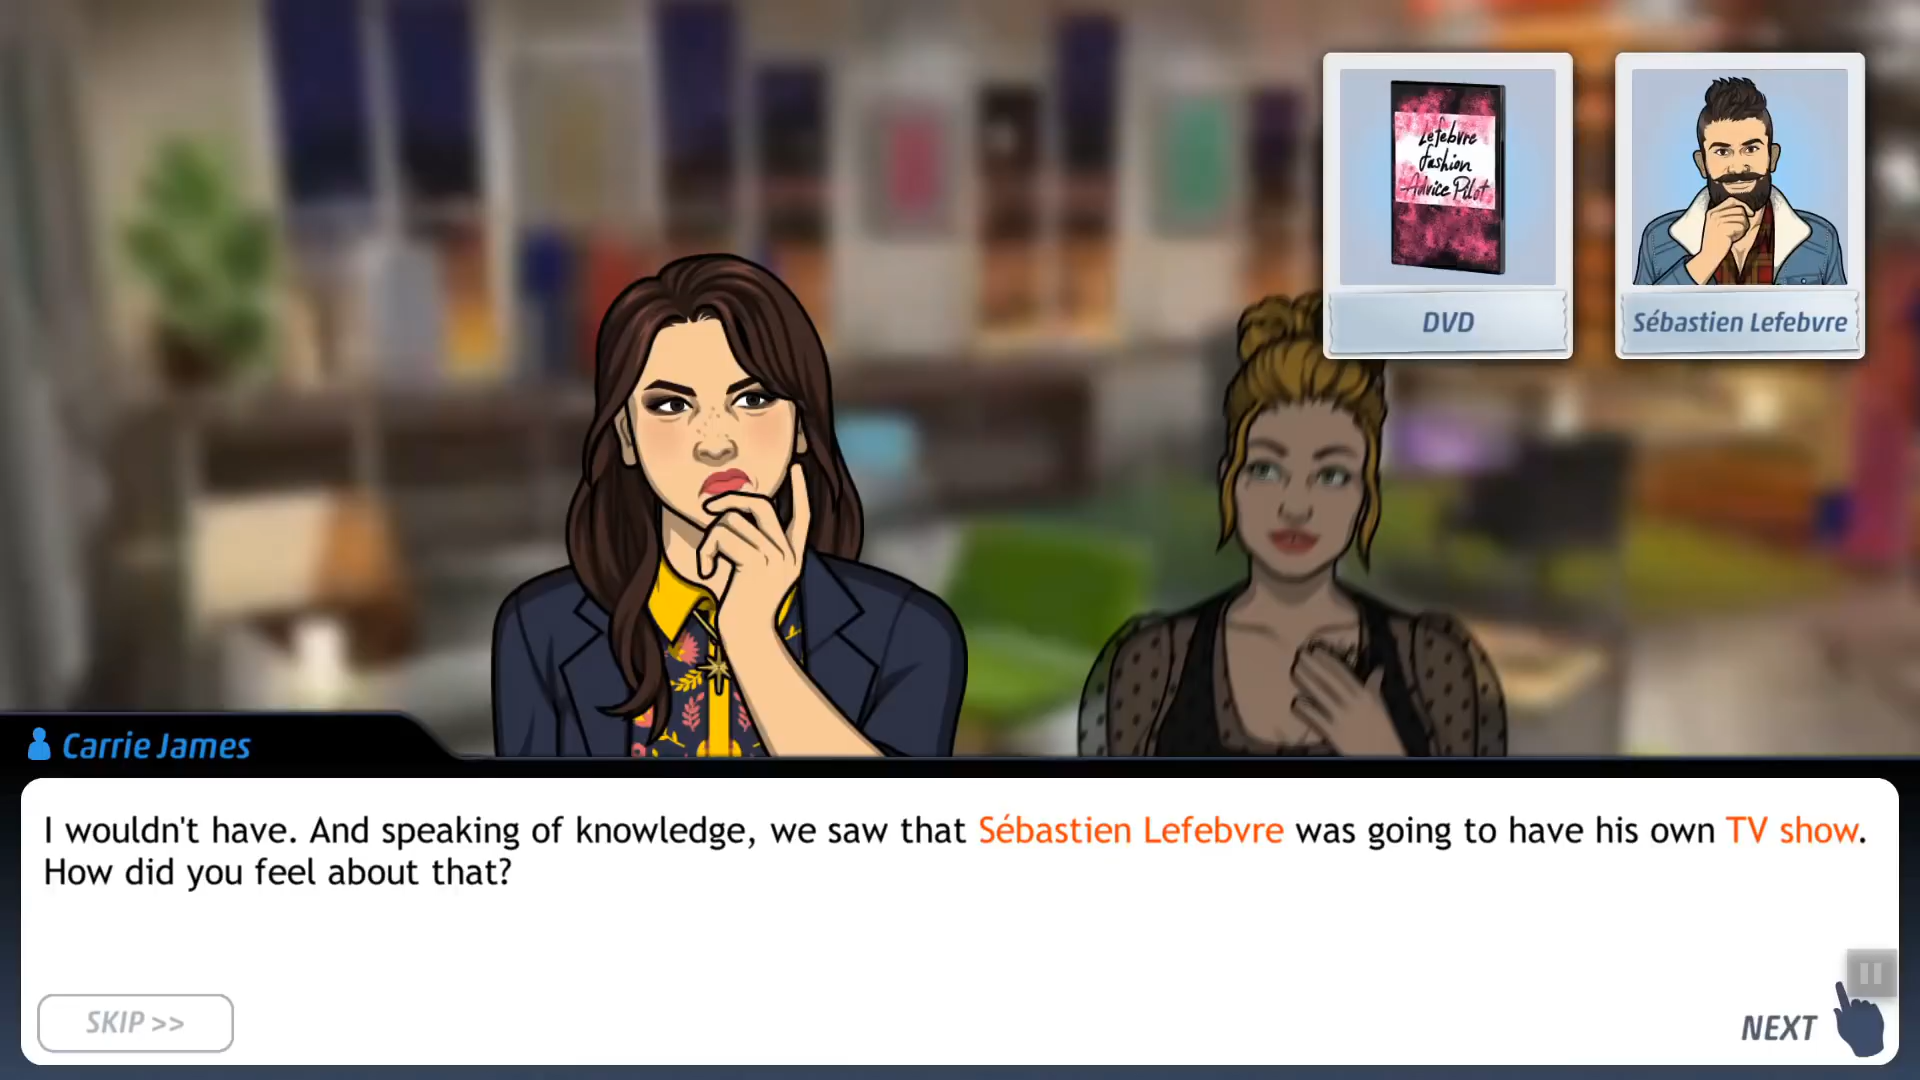 Lefebvre
fashion
Advice Pilot
DVD
Sébastien Lefebvre
Carrie James
I wouldn't have. And speaking of knowledge, we saw that Sébastien Lefebvre was going to have his own TV show.
How did you feel about that?
SKIP >>
NEXT